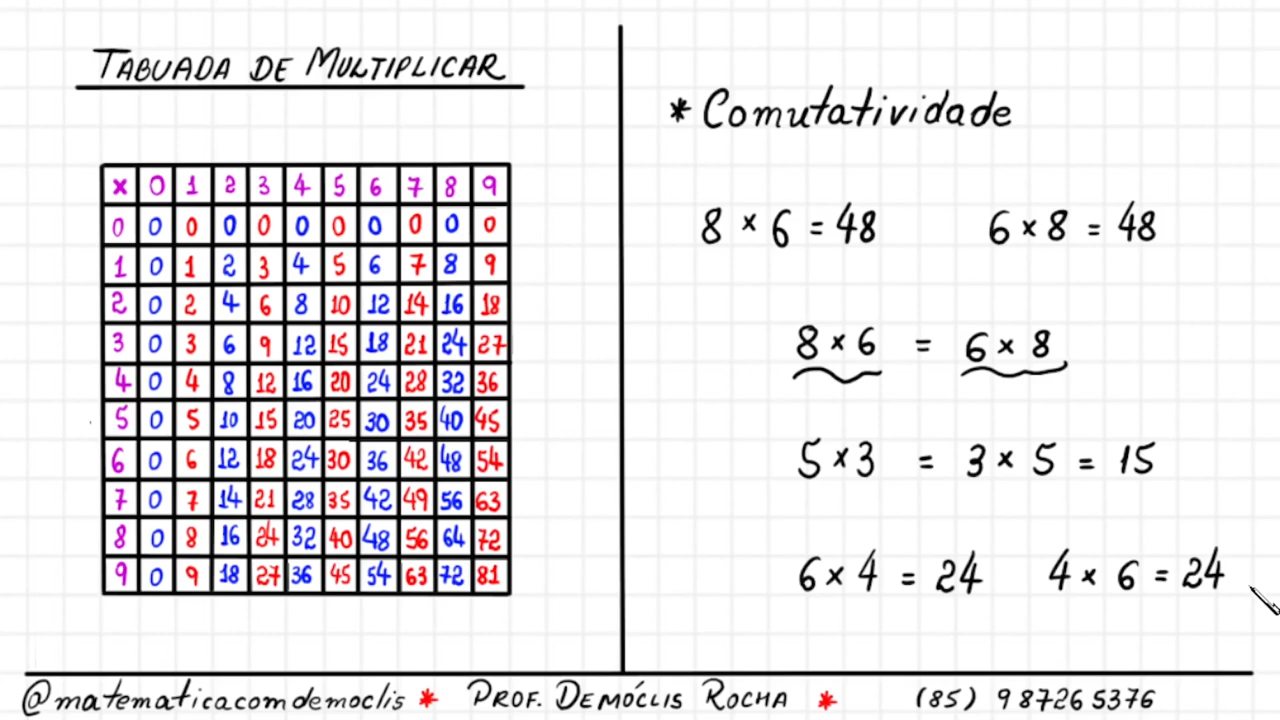 TABUADA DE MULTIPLICAR
x 0 1 2 3 4 5 6 7 8 9
0 0 0 0 0 0 0 0 0 0 0
1 0 1 2 3 4 5 6 7 8 9
2 0 2 4 6 8 10 12 14 16 18
3 0 3 6 9 12 15 18 21 24 27
4 0 4 8 12 16 20 24 28 32 36
5 0 5 10 15 20 25 30 35 40 45
6 0 6 12 18 24 30 36 42 48 54
7 0 7 14 21 28 35 42 49 56 63
8 0 8 16 24 32 40 48 56 64 72
9 0 9 18 27 36 45 54 63 72 81
* Comutatividade
8 × 6 = 48 6 × 8 = 48
8 × 6 = 6 × 8
5 × 3 = 3 × 5 = 15
6 × 4 = 24 4 × 6 = 24
@matematicacomdemoclis * PROF. DEMÓCLIS ROCHA * (85) 9 8726 5376